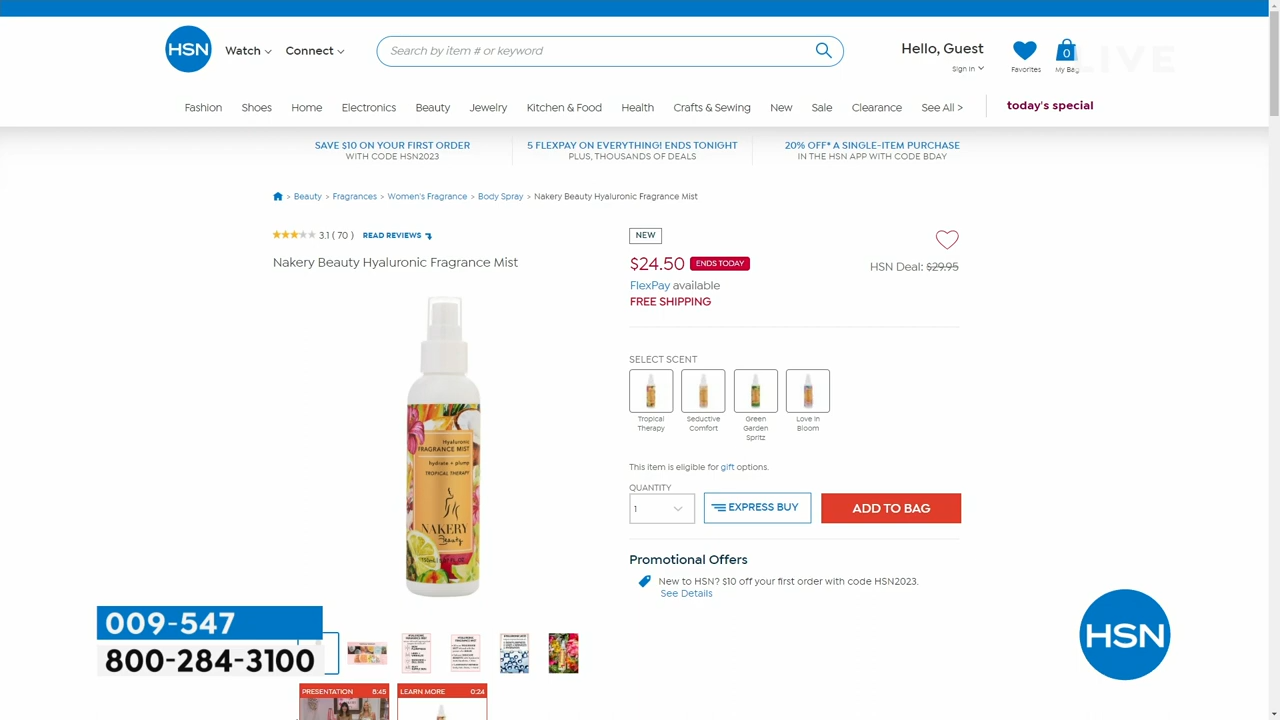 HSN
Watch
Connect
Search by item # or keyword
Hello, Guest
Sign In
Favorites
0
My Bag
LIVE
Fashion
Shoes
Home
Electronics
Beauty
Jewelry
Kitchen & Food
Health
Crafts & Sewing
New
Sale
Clearance
See All >
today's special
SAVE $10 ON YOUR FIRST ORDER
WITH CODE HSN2023
5 FLEXPAY ON EVERYTHING! ENDS TONIGHT
PLUS, THOUSANDS OF DEALS
20% OFF* A SINGLE-ITEM PURCHASE
IN THE HSN APP WITH CODE BDAY
> Beauty > Fragrances > Women's Fragrance > Body Spray > Nakery Beauty Hyaluronic Fragrance Mist
3.1 ( 70 )
READ REVIEWS
Nakery Beauty Hyaluronic Fragrance Mist
Hyaluronic
FRAGRANCE MIST
hydrate + plump
TROPICAL THERAPY
NAKERY
Beauty
NEW
$24.50
ENDS TODAY
HSN Deal: $29.95
FlexPay available
FREE SHIPPING
SELECT SCENT
Tropical Therapy
Seductive Comfort
Green Garden Spritz
Love In Bloom
This item is eligible for gift options.
QUANTITY
1
EXPRESS BUY
ADD TO BAG
Promotional Offers
New to HSN? $10 off your first order with code HSN2023.
See Details
009-547
800-284-3100
HSN
PRESENTATION 8:45
LEARN MORE 0:24